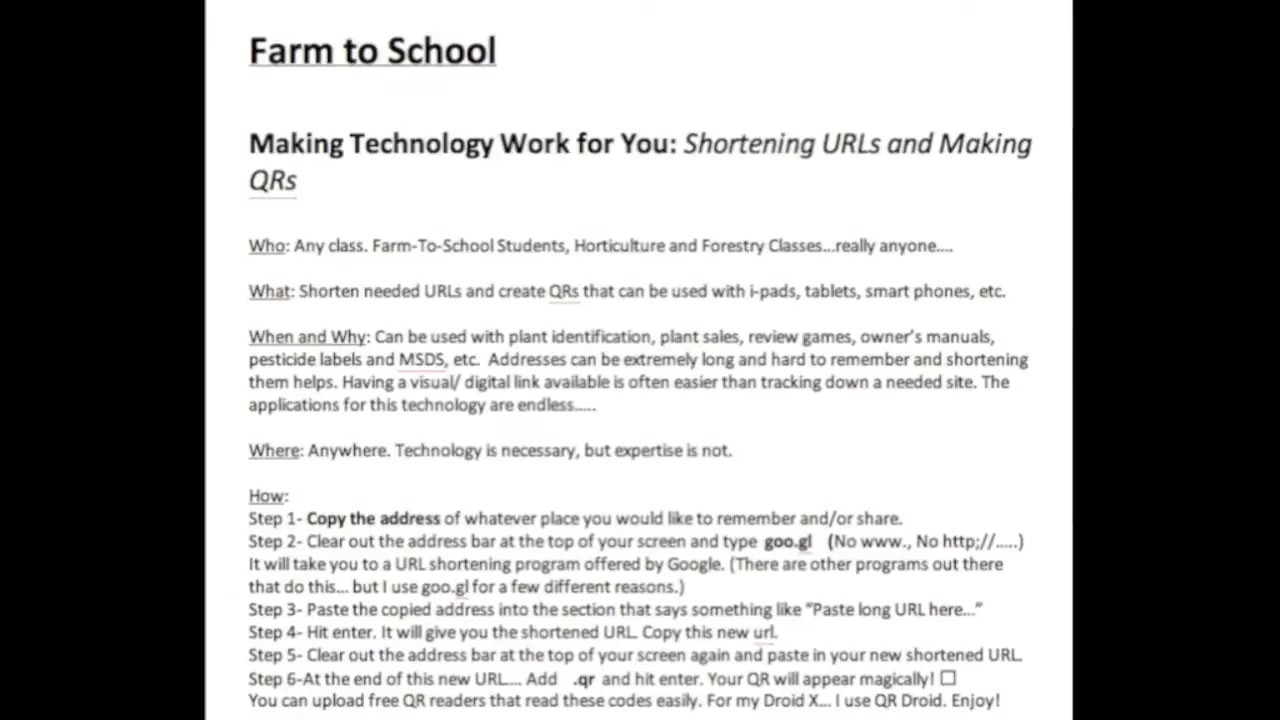 Farm to School
Making Technology Work for You: Shortening URLs and Making
QRs
Who: Any class. Farm-To-School Students, Horticulture and Forestry Classes...really anyone....
What: Shorten needed URLs and create QRs that can be used with i-pads, tablets, smart phones, etc.
When and Why: Can be used with plant identification, plant sales, review games, owner's manuals,
pesticide labels and MSDS, etc.  Addresses can be extremely long and hard to remember and shortening
them helps. Having a visual/ digital link available is often easier than tracking down a needed site. The
applications for this technology are endless.....
Where: Anywhere. Technology is necessary, but expertise is not.
How:
Step 1- Copy the address of whatever place you would like to remember and/or share.
Step 2- Clear out the address bar at the top of your screen and type  goo.gl   (No www., No http;//.....)
It will take you to a URL shortening program offered by Google. (There are other programs out there
that do this... but I use goo.gl for a few different reasons.)
Step 3- Paste the copied address into the section that says something like "Paste long URL here..."
Step 4- Hit enter. It will give you the shortened URL. Copy this new url.
Step 5- Clear out the address bar at the top of your screen again and paste in your new shortened URL.
Step 6-At the end of this new URL... Add   .qr  and hit enter. Your QR will appear magically! ☐
You can upload free QR readers that read these codes easily. For my Droid X... I use QR Droid. Enjoy!